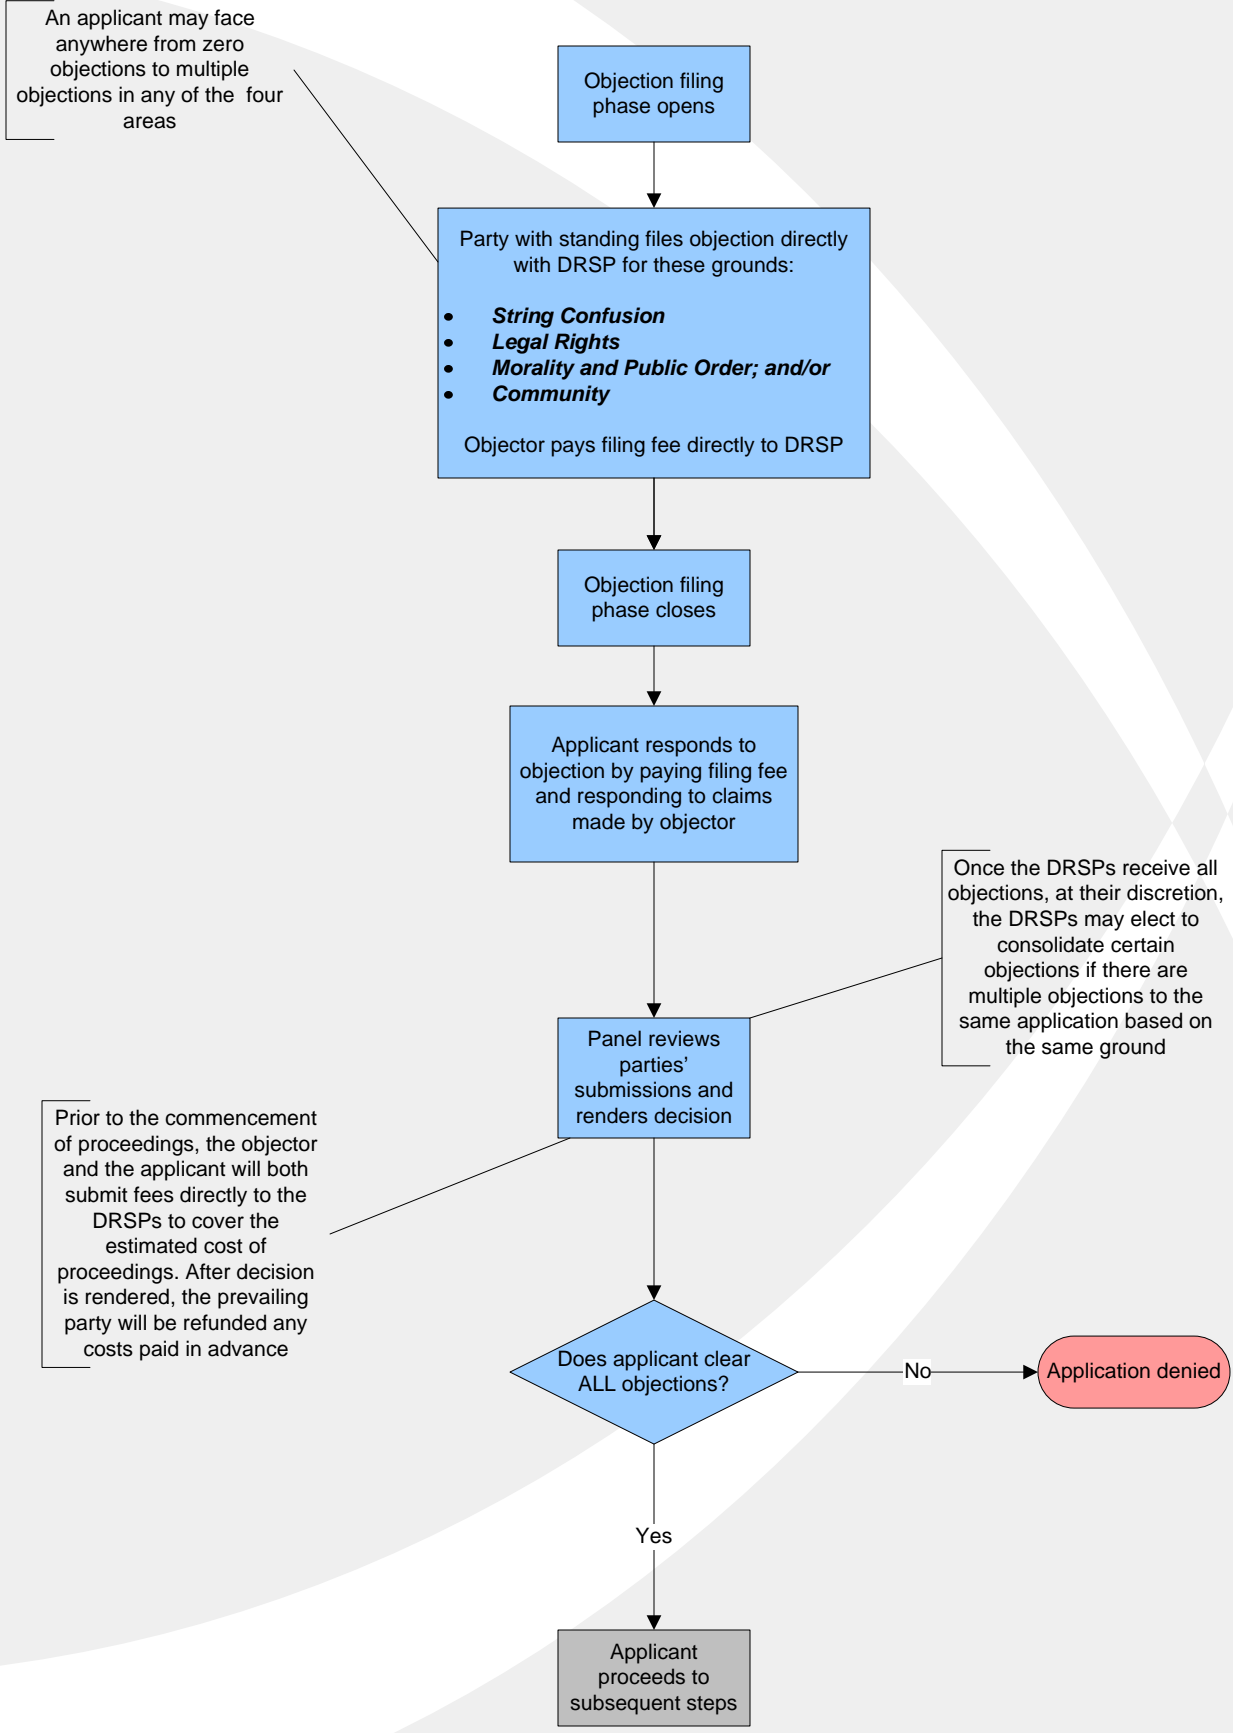 An applicant may face
anywhere from zero
objections to multiple
objections in any of the four
areas
Objection filing
phase opens
Party with standing files objection directly
with DRSP for these grounds:
• String Confusion
• Legal Rights
• Morality and Public Order; and/or
• Community
Objector pays filing fee directly to DRSP
Objection filing
phase closes
Applicant responds to
objection by paying filing fee
and responding to claims
made by objector
Once the DRSPs receive all
objections, at their discretion,
the DRSPs may elect to
consolidate certain
objections if there are
multiple objections to the
same application based on
the same ground
Panel reviews
parties’
submissions and
renders decision
Prior to the commencement
of proceedings, the objector
and the applicant will both
submit fees directly to the
DRSPs to cover the
estimated cost of
proceedings. After decision
is rendered, the prevailing
party will be refunded any
costs paid in advance
Does applicant clear
ALL objections?
No
Application denied
Yes
Applicant
proceeds to
subsequent steps